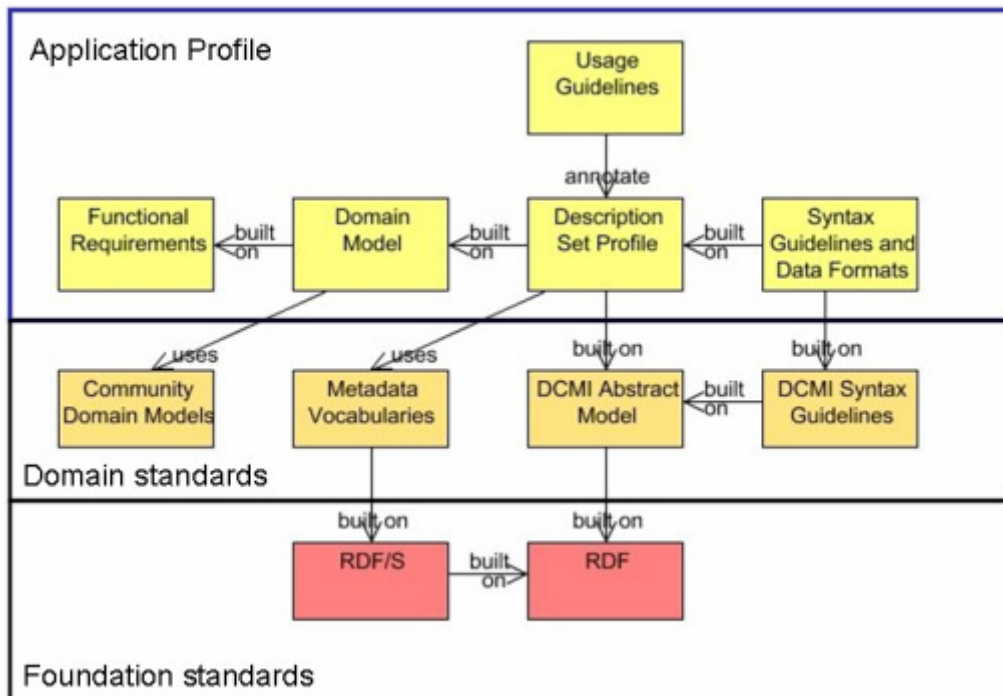 Application Profile
Usage
Guidelines
annotate
Functional
Requirements
built
on
Domain
Model
built
on
Description
Set Profile
built
on
Syntax
Guidelines and
Data Formats
uses
uses
built on
built on
Community
Domain Models
Metadata
Vocabularies
DCMI Abstract
Model
built
on
DCMI Syntax
Guidelines
Domain standards
built on
built on
RDF/S
built
on
RDF
Foundation standards